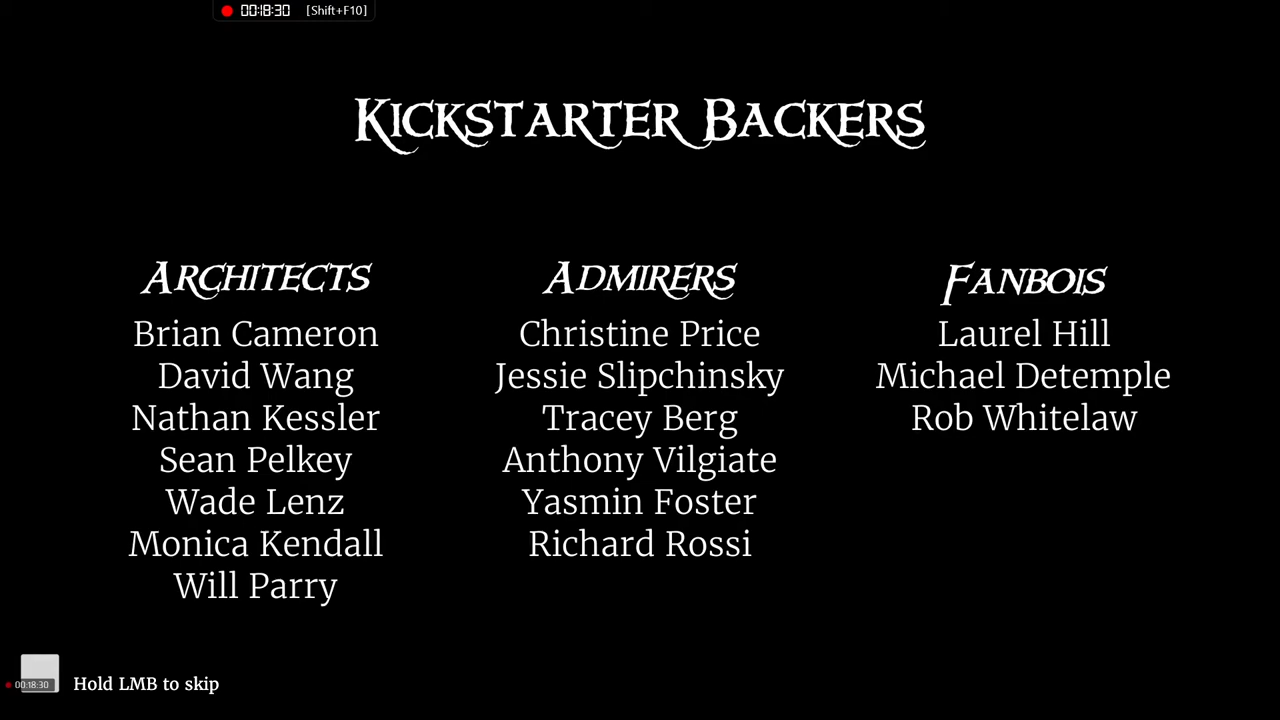 00:18:30 [Shift+F10]
Kickstarter Backers
Architects
Brian Cameron
David Wang
Nathan Kessler
Sean Pelkey
Wade Lenz
Monica Kendall
Will Parry
Admirers
Christine Price
Jessie Slipchinsky
Tracey Berg
Anthony Vilgiate
Yasmin Foster
Richard Rossi
Fanbois
Laurel Hill
Michael Detemple
Rob Whitelaw
00:18:30
Hold LMB to skip